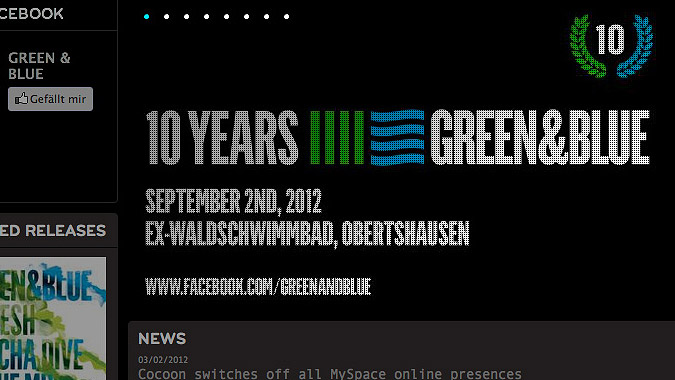 CEBOOK
GREEN &
BLUE
Gefällt mir
10
10 YEARS GREEN&BLUE
SEPTEMBER 2ND, 2012
EX-WALDSCHWIMMBAD, OBERTSHAUSEN
WWW.FACEBOOK.COM/GREENANDBLUE
ED RELEASES
EN&BLUE
ESH
CHA DIVE
NEWS
03/02/2012
Cocoon switches off all MySpace online presences